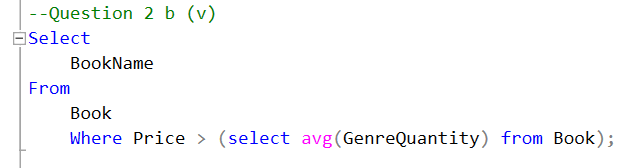 --Question 2 b (v)
Select
BookName
From
Book
Where Price > (select avg(GenreQuantity) from Book);